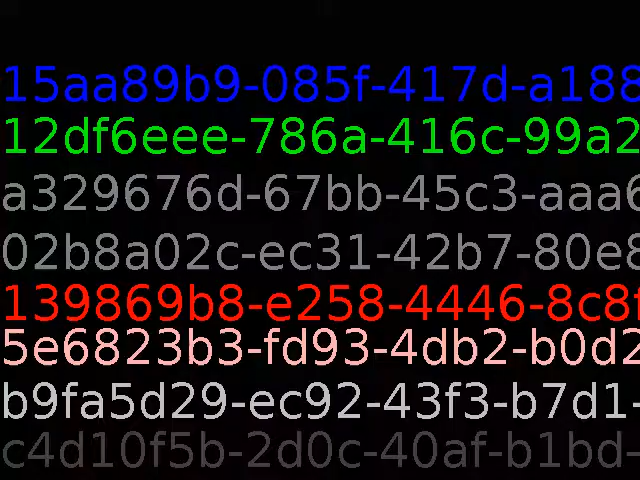 15aa89b9-085f-417d-a188
12df6eee-786a-416c-99a2
a329676d-67bb-45c3-aaa6
02b8a02c-ec31-42b7-80e8
139869b8-e258-4446-8c8f
5e6823b3-fd93-4db2-b0d2
b9fa5d29-ec92-43f3-b7d1-
c4d10f5b-2d0c-40af-b1bd-